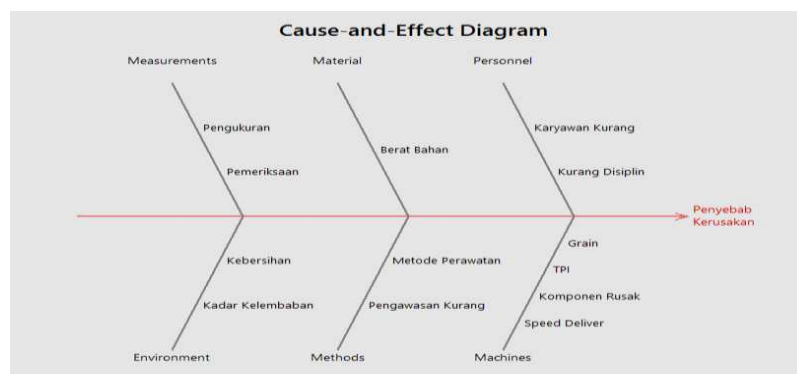 Cause-and-Effect Diagram
Measurements
Material
Personnel
Pengukuran
Karyawan Kurang
Berat Bahan
Pemeriksaan
Kurang Disiplin
Penyebab
Kerusakan
Grain
Kebersihan
Metode Perawatan
TPI
Komponen Rusak
Kadar Kelembaban
Pengawasan Kurang
Speed Deliver
Environment
Methods
Machines